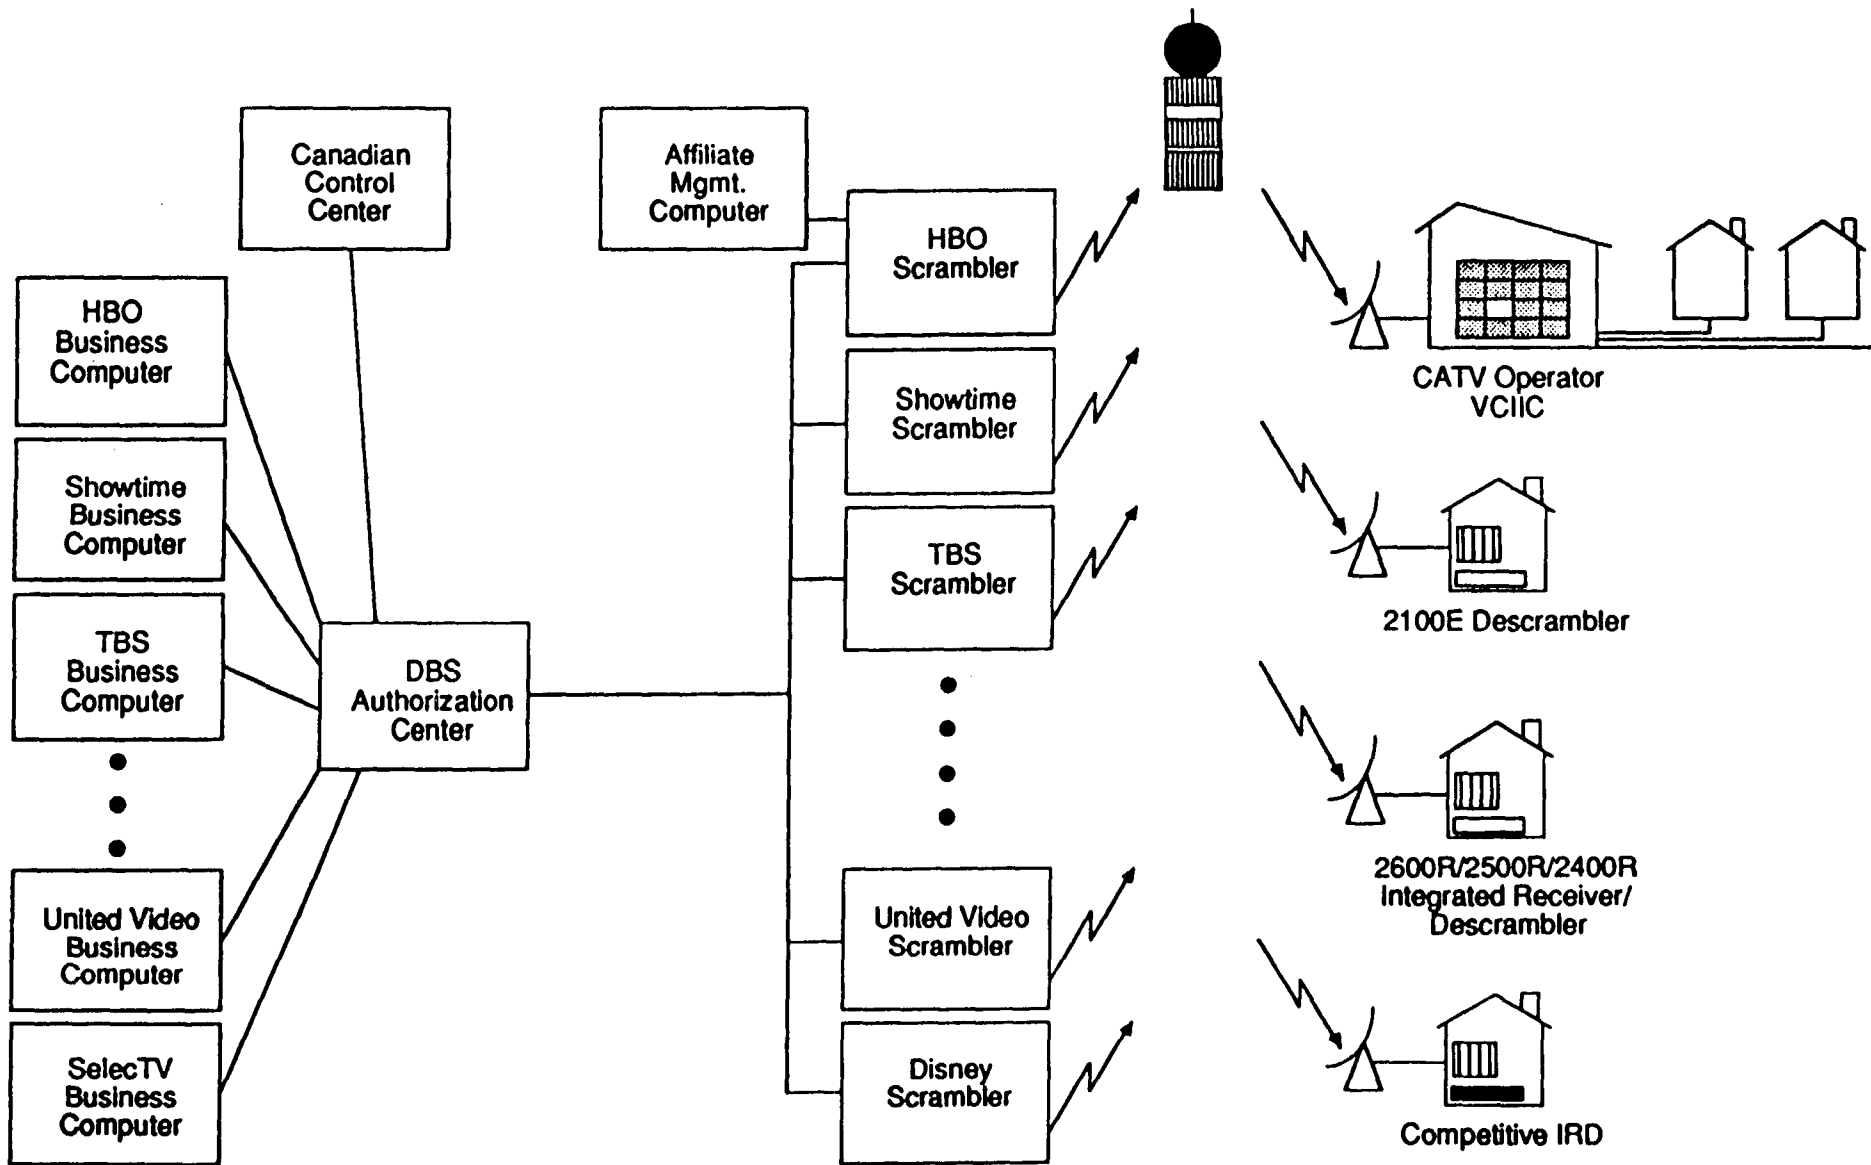 Canadian
Control
Center
Affiliate
Mgmt.
Computer
HBO
Business
Computer
Showtime
Business
Computer
TBS
Business
Computer
United Video
Business
Computer
SelecTV
Business
Computer
DBS
Authorization
Center
HBO
Scrambler
Showtime
Scrambler
TBS
Scrambler
United Video
Scrambler
Disney
Scrambler
CATV Operator
VCIIC
2100E Descrambler
2600R/2500R/2400R
Integrated Receiver/
Descrambler
Competitive IRD